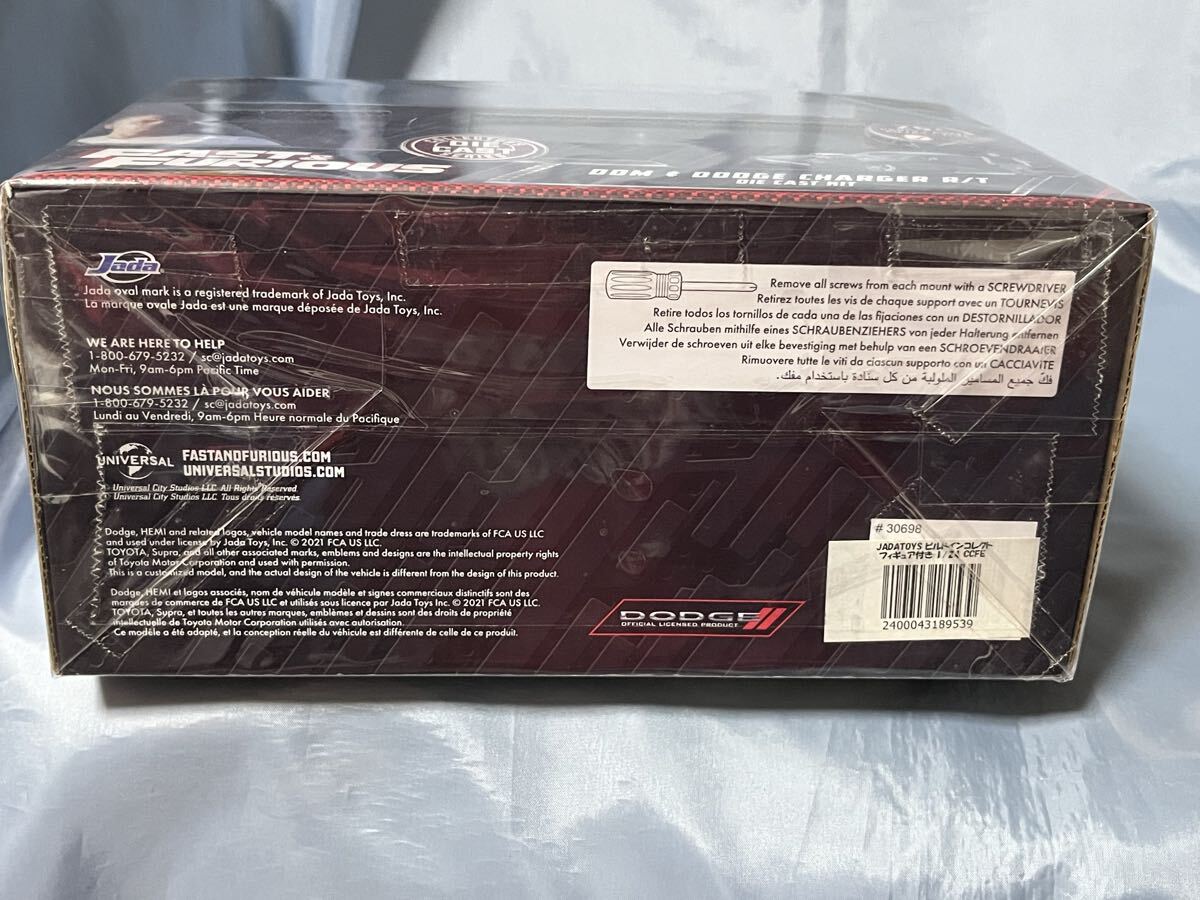 FAST & FURIOUS
DIE CAST
DOM & DODGE CHARGER R/T
DIE CAST KIT
Jada
Jada oval mark is a registered trademark of Jada Toys, Inc.
La marque ovale Jada est une marque déposée de Jada Toys, Inc.
WE ARE HERE TO HELP
1-800-679-5232 / sc@jadatoys.com
Mon-Fri, 9am-6pm Pacific Time
NOUS SOMMES LÀ POUR VOUS AIDER
1-800-679-5232 / sc@jadatoys.com
Lundi au Vendredi, 9am-6pm Heure normale du Pacifique
UNIVERSAL
FASTANDFURIOUS.COM
UNIVERSALSTUDIOS.COM
© Universal City Studios LLC. All Rights Reserved.
© Universal City Studios LLC. Tous droits réservés.
Dodge, HEMI and related logos, vehicle model names and trade dress are trademarks of FCA US LLC
and used under license by Jada Toys, Inc. © 2021 FCA US LLC.
TOYOTA, Supra, and all other associated marks, emblems and designs are the intellectual property rights
of Toyota Motor Corporation and used with permission.
This is a customized model, and the actual design of the vehicle is different from the design of this product.
Dodge, HEMI et logos associés, nom de véhicule modèle et signes commerciaux distinctifs sont des
marques de commerce de FCA US LLC et utilisés sous licence par Jada Toys Inc. © 2021 FCA US LLC.
TOYOTA, Supra, et toutes les autres marques, emblèmes et dessins sont des droits de propriété
intellectuelle de Toyota Motor Corporation utilisés avec autorisation.
Ce modèle a été adapté, et la conception réelle du véhicule est différente de celle de ce produit.
Remove all screws from each mount with a SCREWDRIVER
Retirez toutes les vis de chaque support avec un TOURNEVIS
Retire todos los tornillos de cada una de las fijaciones con un DESTORNILLADOR
Alle Schrauben mithilfe eines SCHRAUBENZIEHERS von jeder Halterung entfernen
Verwijder de schroeven uit elke bevestiging met behulp van een SCHROEVENDRAAIER
Rimuovere tutte le viti da ciascun supporto con un CACCIAVITE
فك جميع المسامير الملولبة من كل سنادة باستخدام مفك.
DODGE
OFFICIAL LICENSED PRODUCT
# 30698
JADATOYS ビルドインコレクト
フィギュア付き 1/24 CCFE
2400043189539